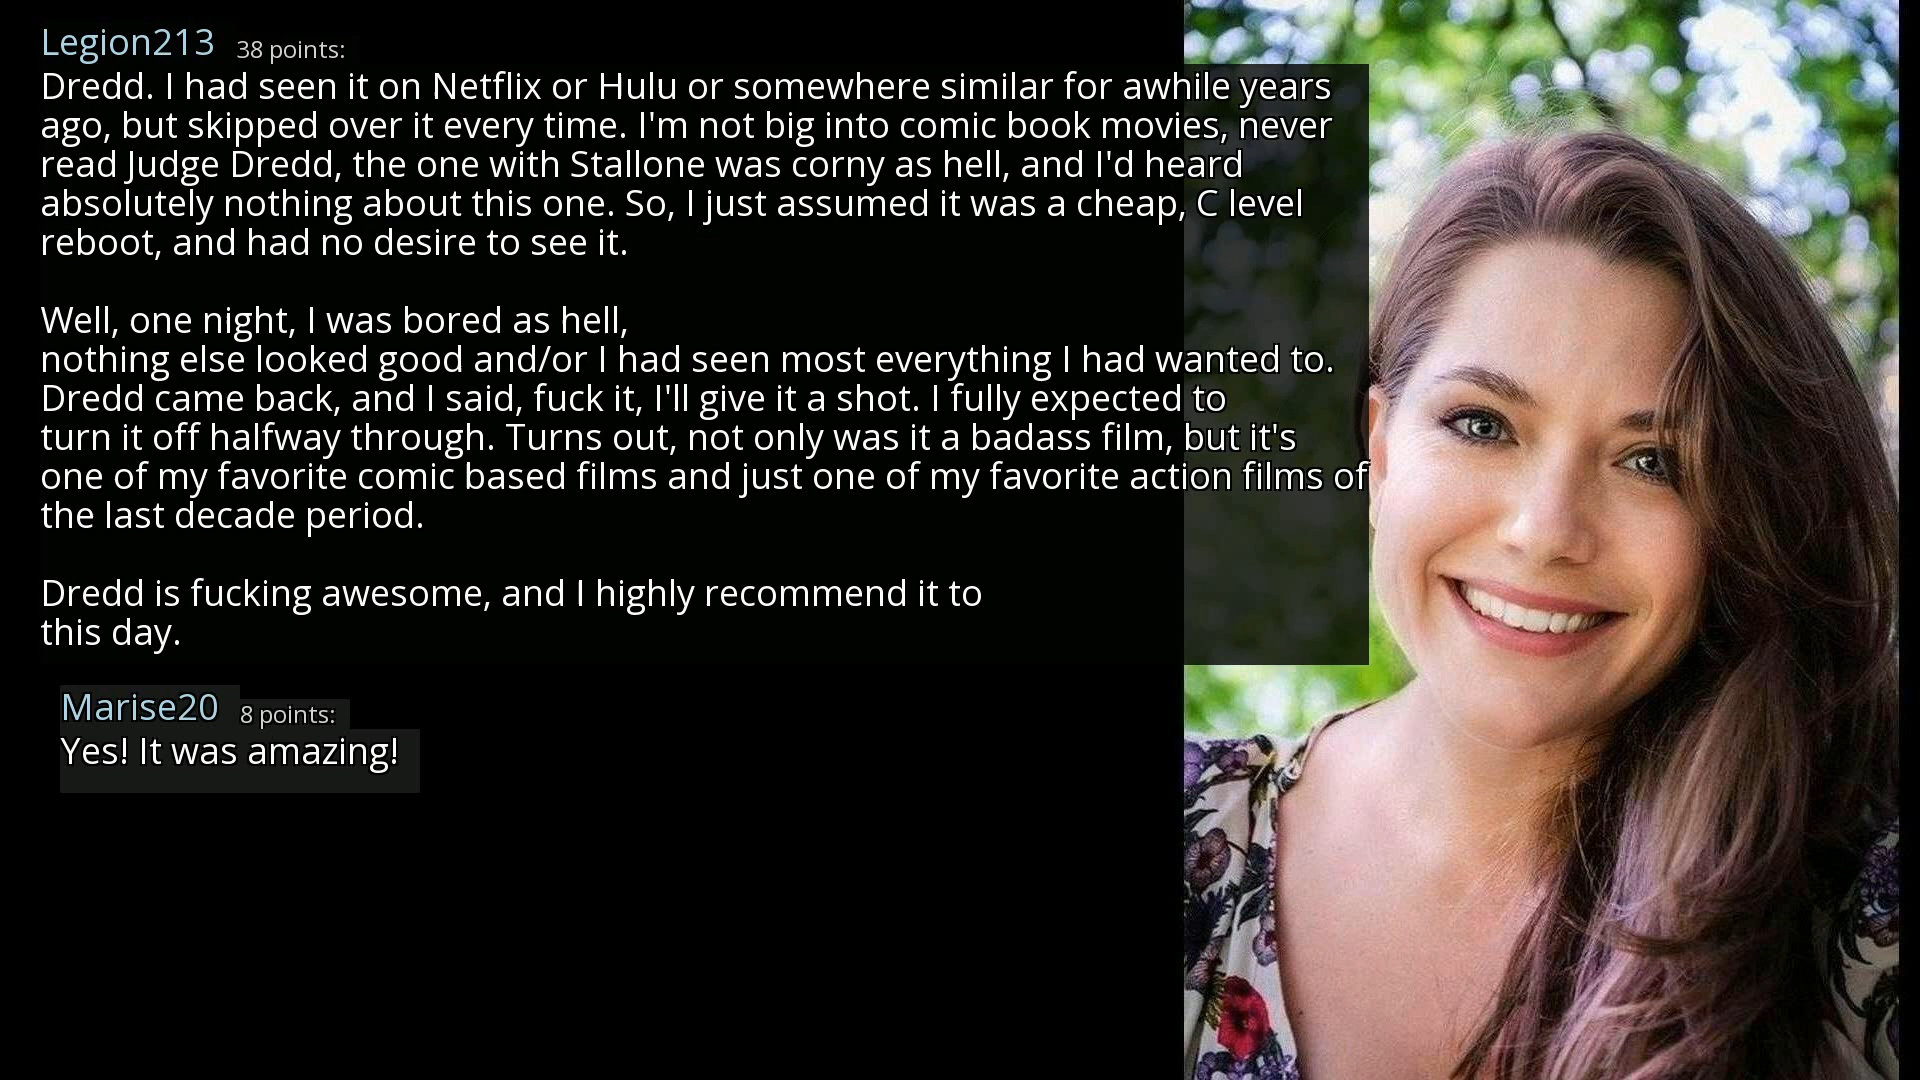 Legion213 38 points:
Dredd. I had seen it on Netflix or Hulu or somewhere similar for awhile years
ago, but skipped over it every time. I'm not big into comic book movies, never
read Judge Dredd, the one with Stallone was corny as hell, and I'd heard
absolutely nothing about this one. So, I just assumed it was a cheap, C level
reboot, and had no desire to see it.
Well, one night, I was bored as hell,
nothing else looked good and/or I had seen most everything I had wanted to.
Dredd came back, and I said, fuck it, I'll give it a shot. I fully expected to
turn it off halfway through. Turns out, not only was it a badass film, but it's
one of my favorite comic based films and just one of my favorite action films of
the last decade period.
Dredd is fucking awesome, and I highly recommend it to
this day.
Marise20 8 points:
Yes! It was amazing!